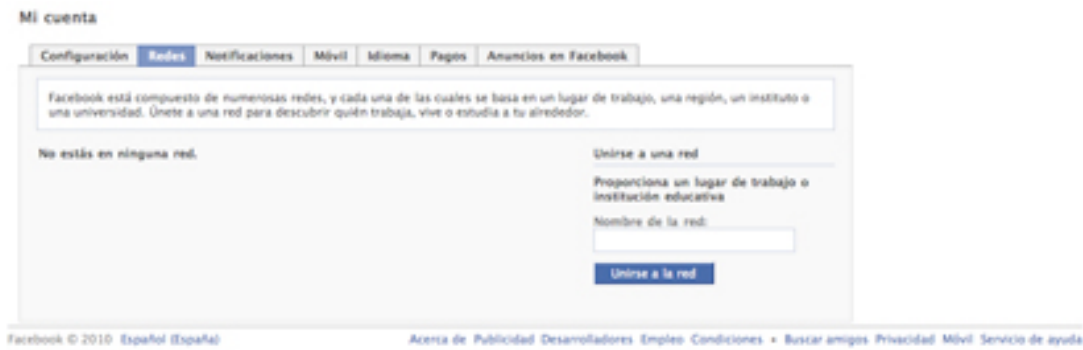 Mi cuenta
Configuración Redes Notificaciones Móvil Idioma Pagos Anuncios en Facebook
Facebook está compuesto de numerosas redes, y cada una de las cuales se basa en un lugar de trabajo, una región, un instituto o
una universidad. Únete a una red para descubrir quién trabaja, vive o estudia a tu alrededor.
No estás en ninguna red.
Unirse a una red
Proporciona un lugar de trabajo o
institución educativa
Nombre de la red:
Unirse a la red
Facebook © 2010 Español (España) Acerca de Publicidad Desarrolladores Empleo Condiciones • Buscar amigos Privacidad Móvil Servicio de ayuda